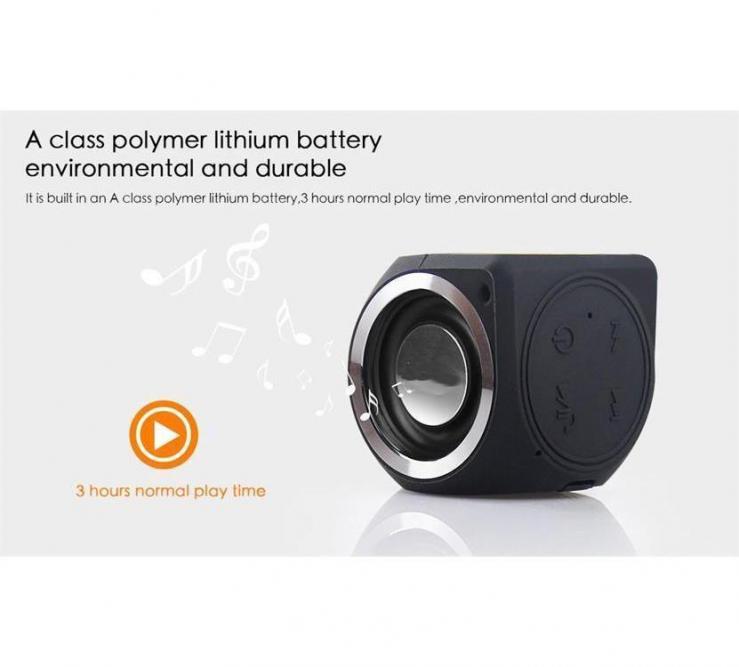 A class polymer lithium battery
environmental and durable
It is built in an A class polymer lithium battery,3 hours normal play time ,environmental and durable.
3 hours normal play time